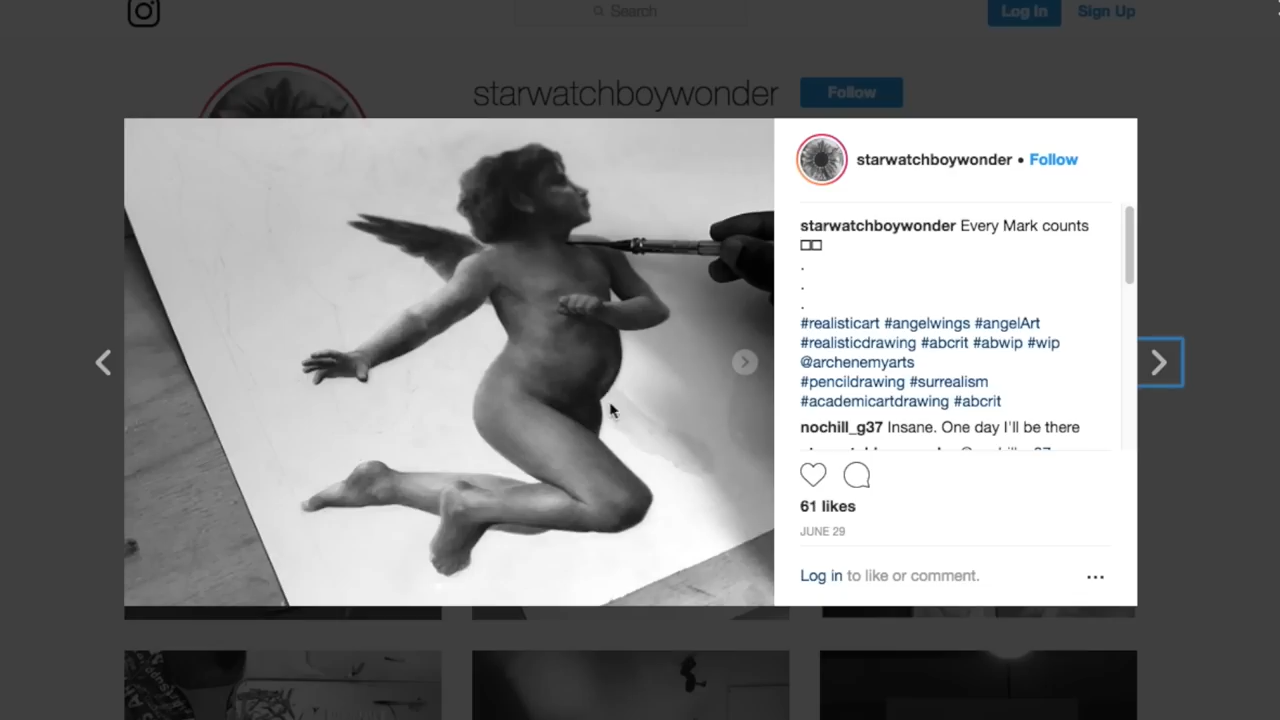 Search
Log In
Sign Up
starwatchboywonder
Follow
starwatchboywonder • Follow
starwatchboywonder Every Mark counts
.
.
.
#realisticart #angelwings #angelArt
#realisticdrawing #abcrit #abwip #wip
@archenemyarts
#pencildrawing #surrealism
#academicartdrawing #abcrit
nochill_g37 Insane. One day I'll be there
61 likes
JUNE 29
Log in to like or comment.